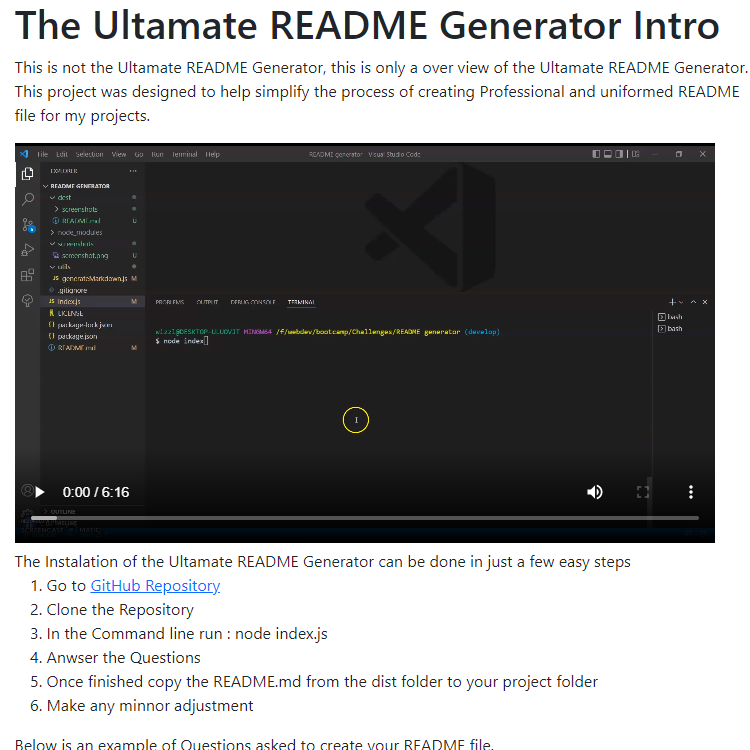 The Ultamate README Generator Intro
This is not the Ultamate README Generator, this is only a over view of the Ultamate README Generator.
This project was designed to help simplify the process of creating Professional and uniformed README
file for my projects.
File Edit Selection View Go Run Terminal Help README generator - Visual Studio Code
EXPLORER
README GENERATOR
dest
screenshots
README.md U
node_modules
screenshots
screenshot.png U
utils
JS generateMarkdown.js M
.gitignore
JS index.js M
LICENSE
{} package-lock.json
{} package.json
README.md M
PROBLEMS OUTPUT DEBUG CONSOLE TERMINAL
MINGW64 /f/webdev/bootcamp/Challenges/README generator (develop)
$ node index
bash
bash
0:00 / 6:16
OUTLINE
TIMELINE
The Instalation of the Ultamate README Generator can be done in just a few easy steps
1. Go to GitHub Repository
2. Clone the Repository
3. In the Command line run : node index.js
4. Anwser the Questions
5. Once finished copy the README.md from the dist folder to your project folder
6. Make any minnor adjustment
Below is an example of Questions asked to create your README file.